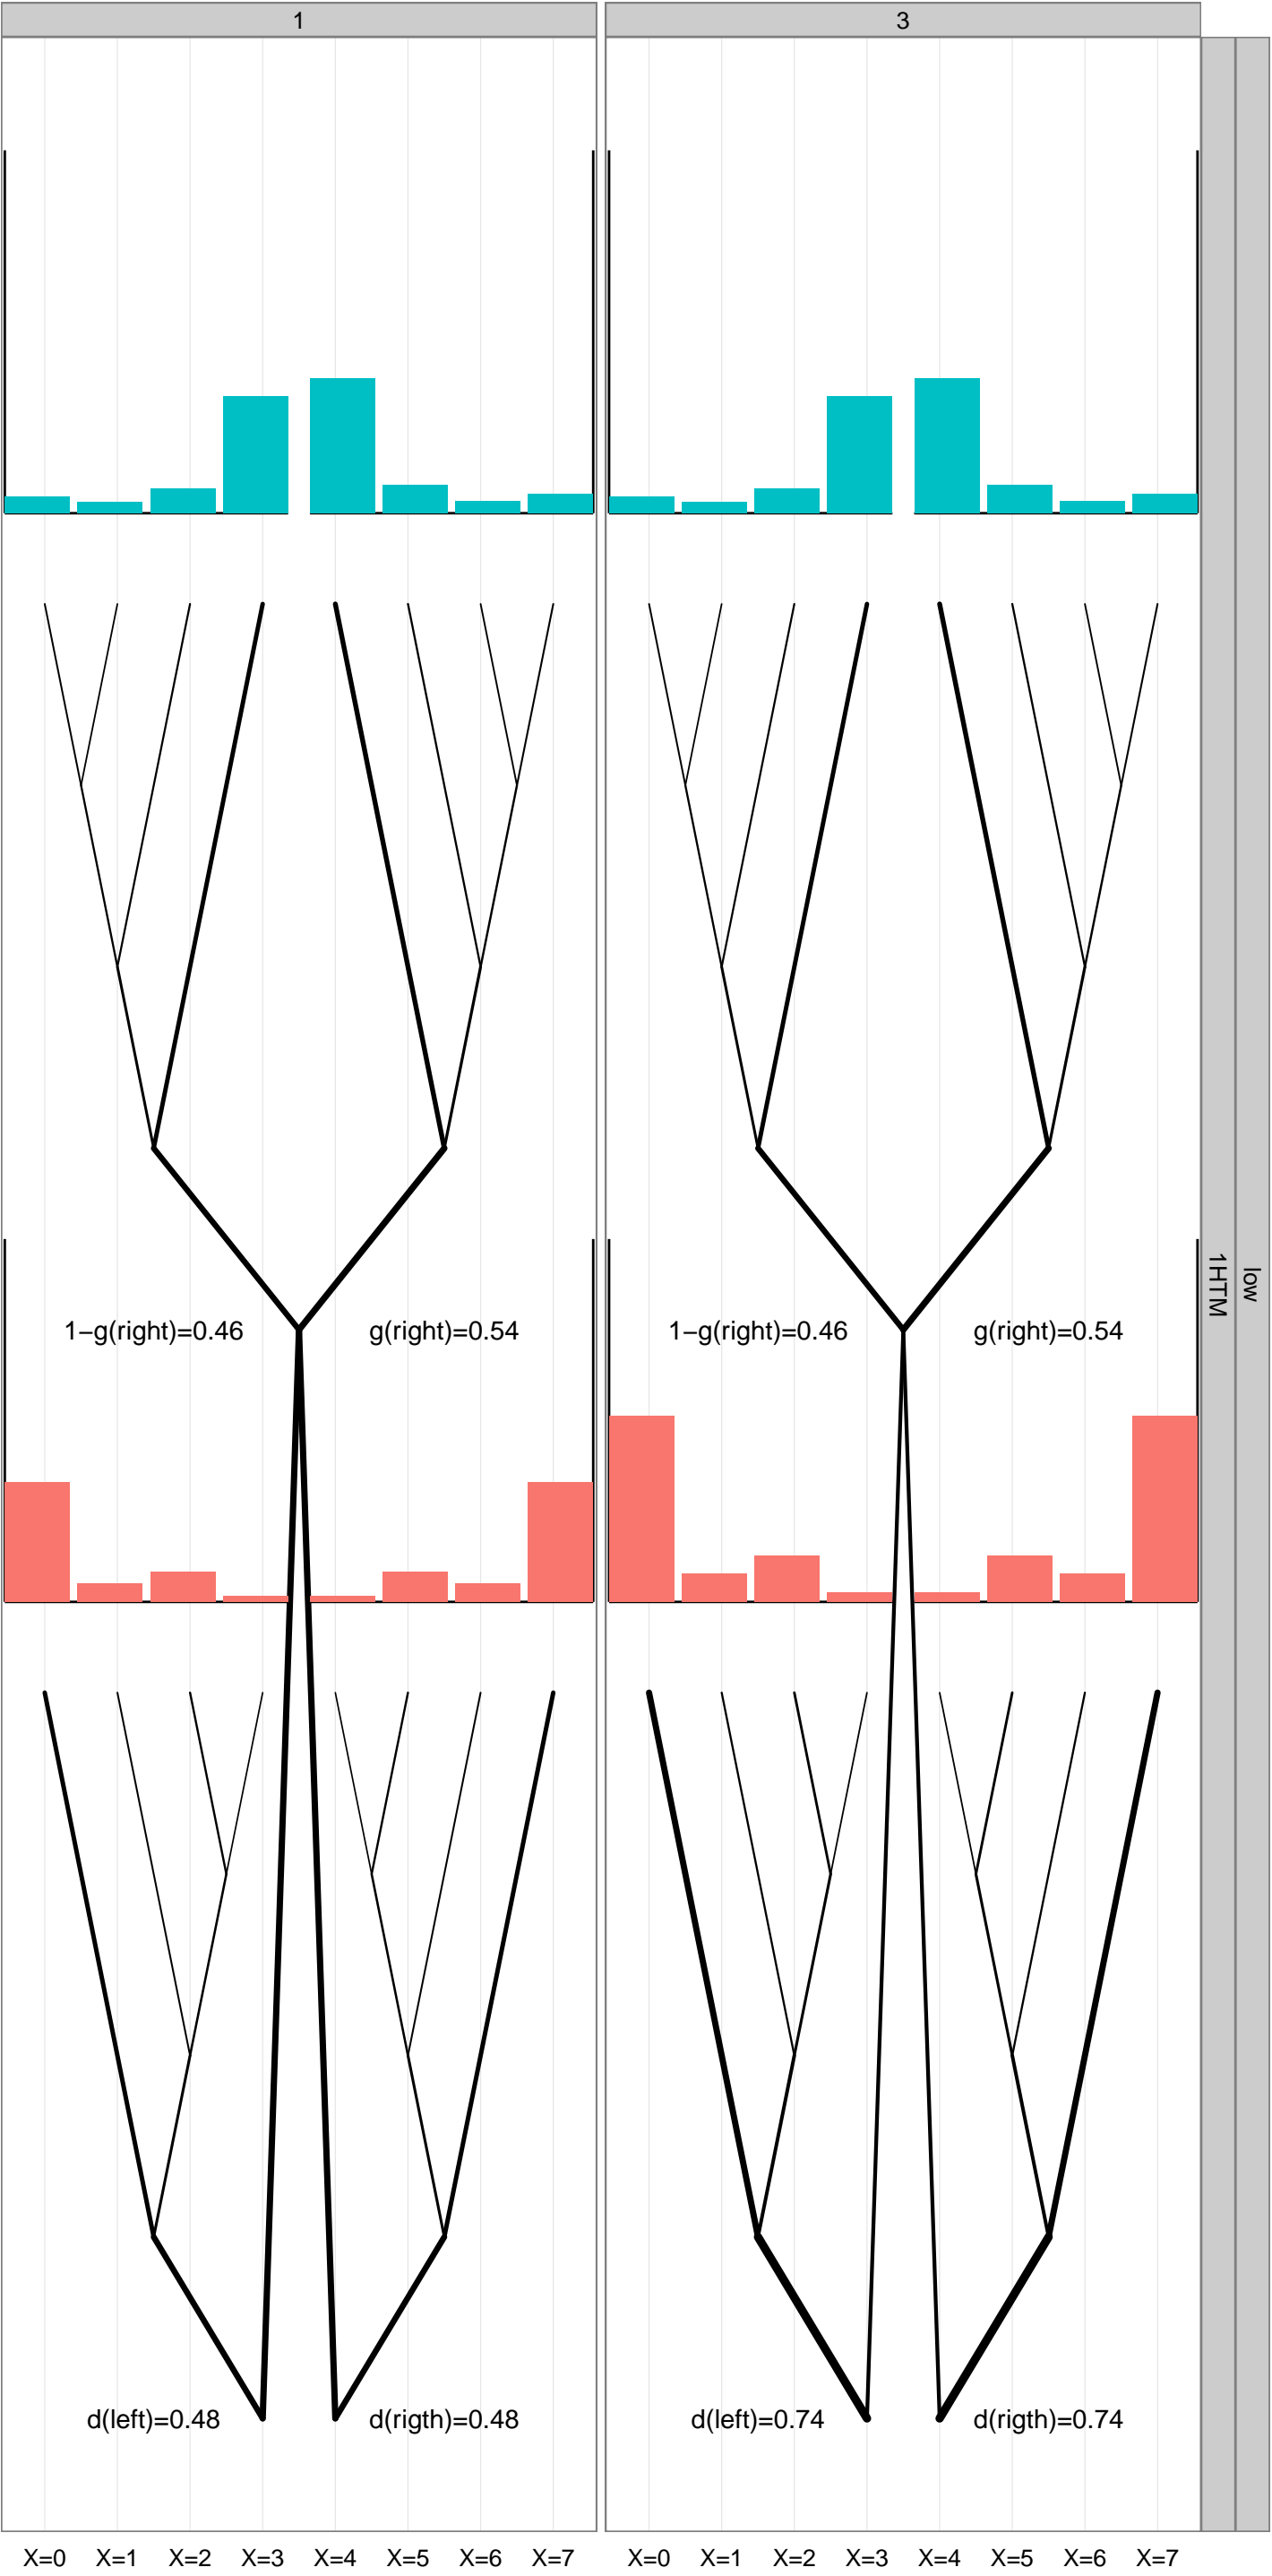 1 3
low
1HTM
1−g(right)=0.46 g(right)=0.54 1−g(right)=0.46 g(right)=0.54
d(left)=0.48 d(rigth)=0.48 d(left)=0.74 d(rigth)=0.74
X=0 X=1 X=2 X=3 X=4 X=5 X=6 X=7 X=0 X=1 X=2 X=3 X=4 X=5 X=6 X=7